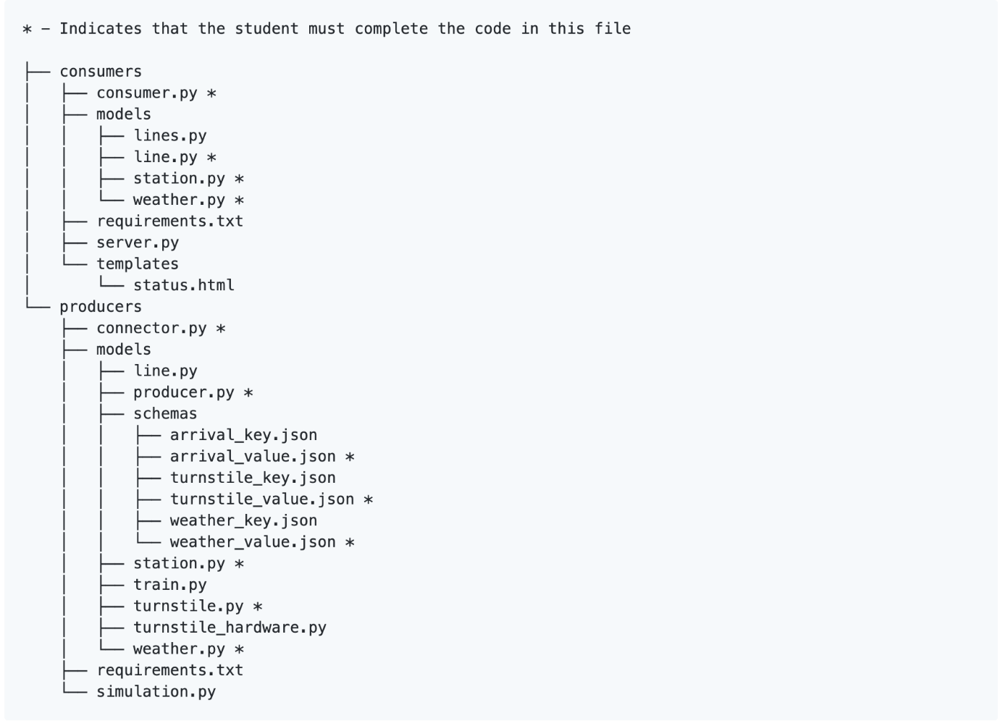 * – Indicates that the student must complete the code in this file
├── consumers
│   ├── consumer.py *
│   ├── models
│   │   ├── lines.py
│   │   ├── line.py *
│   │   ├── station.py *
│   │   └── weather.py *
│   ├── requirements.txt
│   ├── server.py
│   └── templates
│       └── status.html
└── producers
    ├── connector.py *
    ├── models
    │   ├── line.py
    │   ├── producer.py *
    │   ├── schemas
    │   │   ├── arrival_key.json
    │   │   ├── arrival_value.json *
    │   │   ├── turnstile_key.json
    │   │   ├── turnstile_value.json *
    │   │   ├── weather_key.json
    │   │   └── weather_value.json *
    │   ├── station.py *
    │   ├── train.py
    │   ├── turnstile.py *
    │   ├── turnstile_hardware.py
    │   └── weather.py *
    ├── requirements.txt
    └── simulation.py